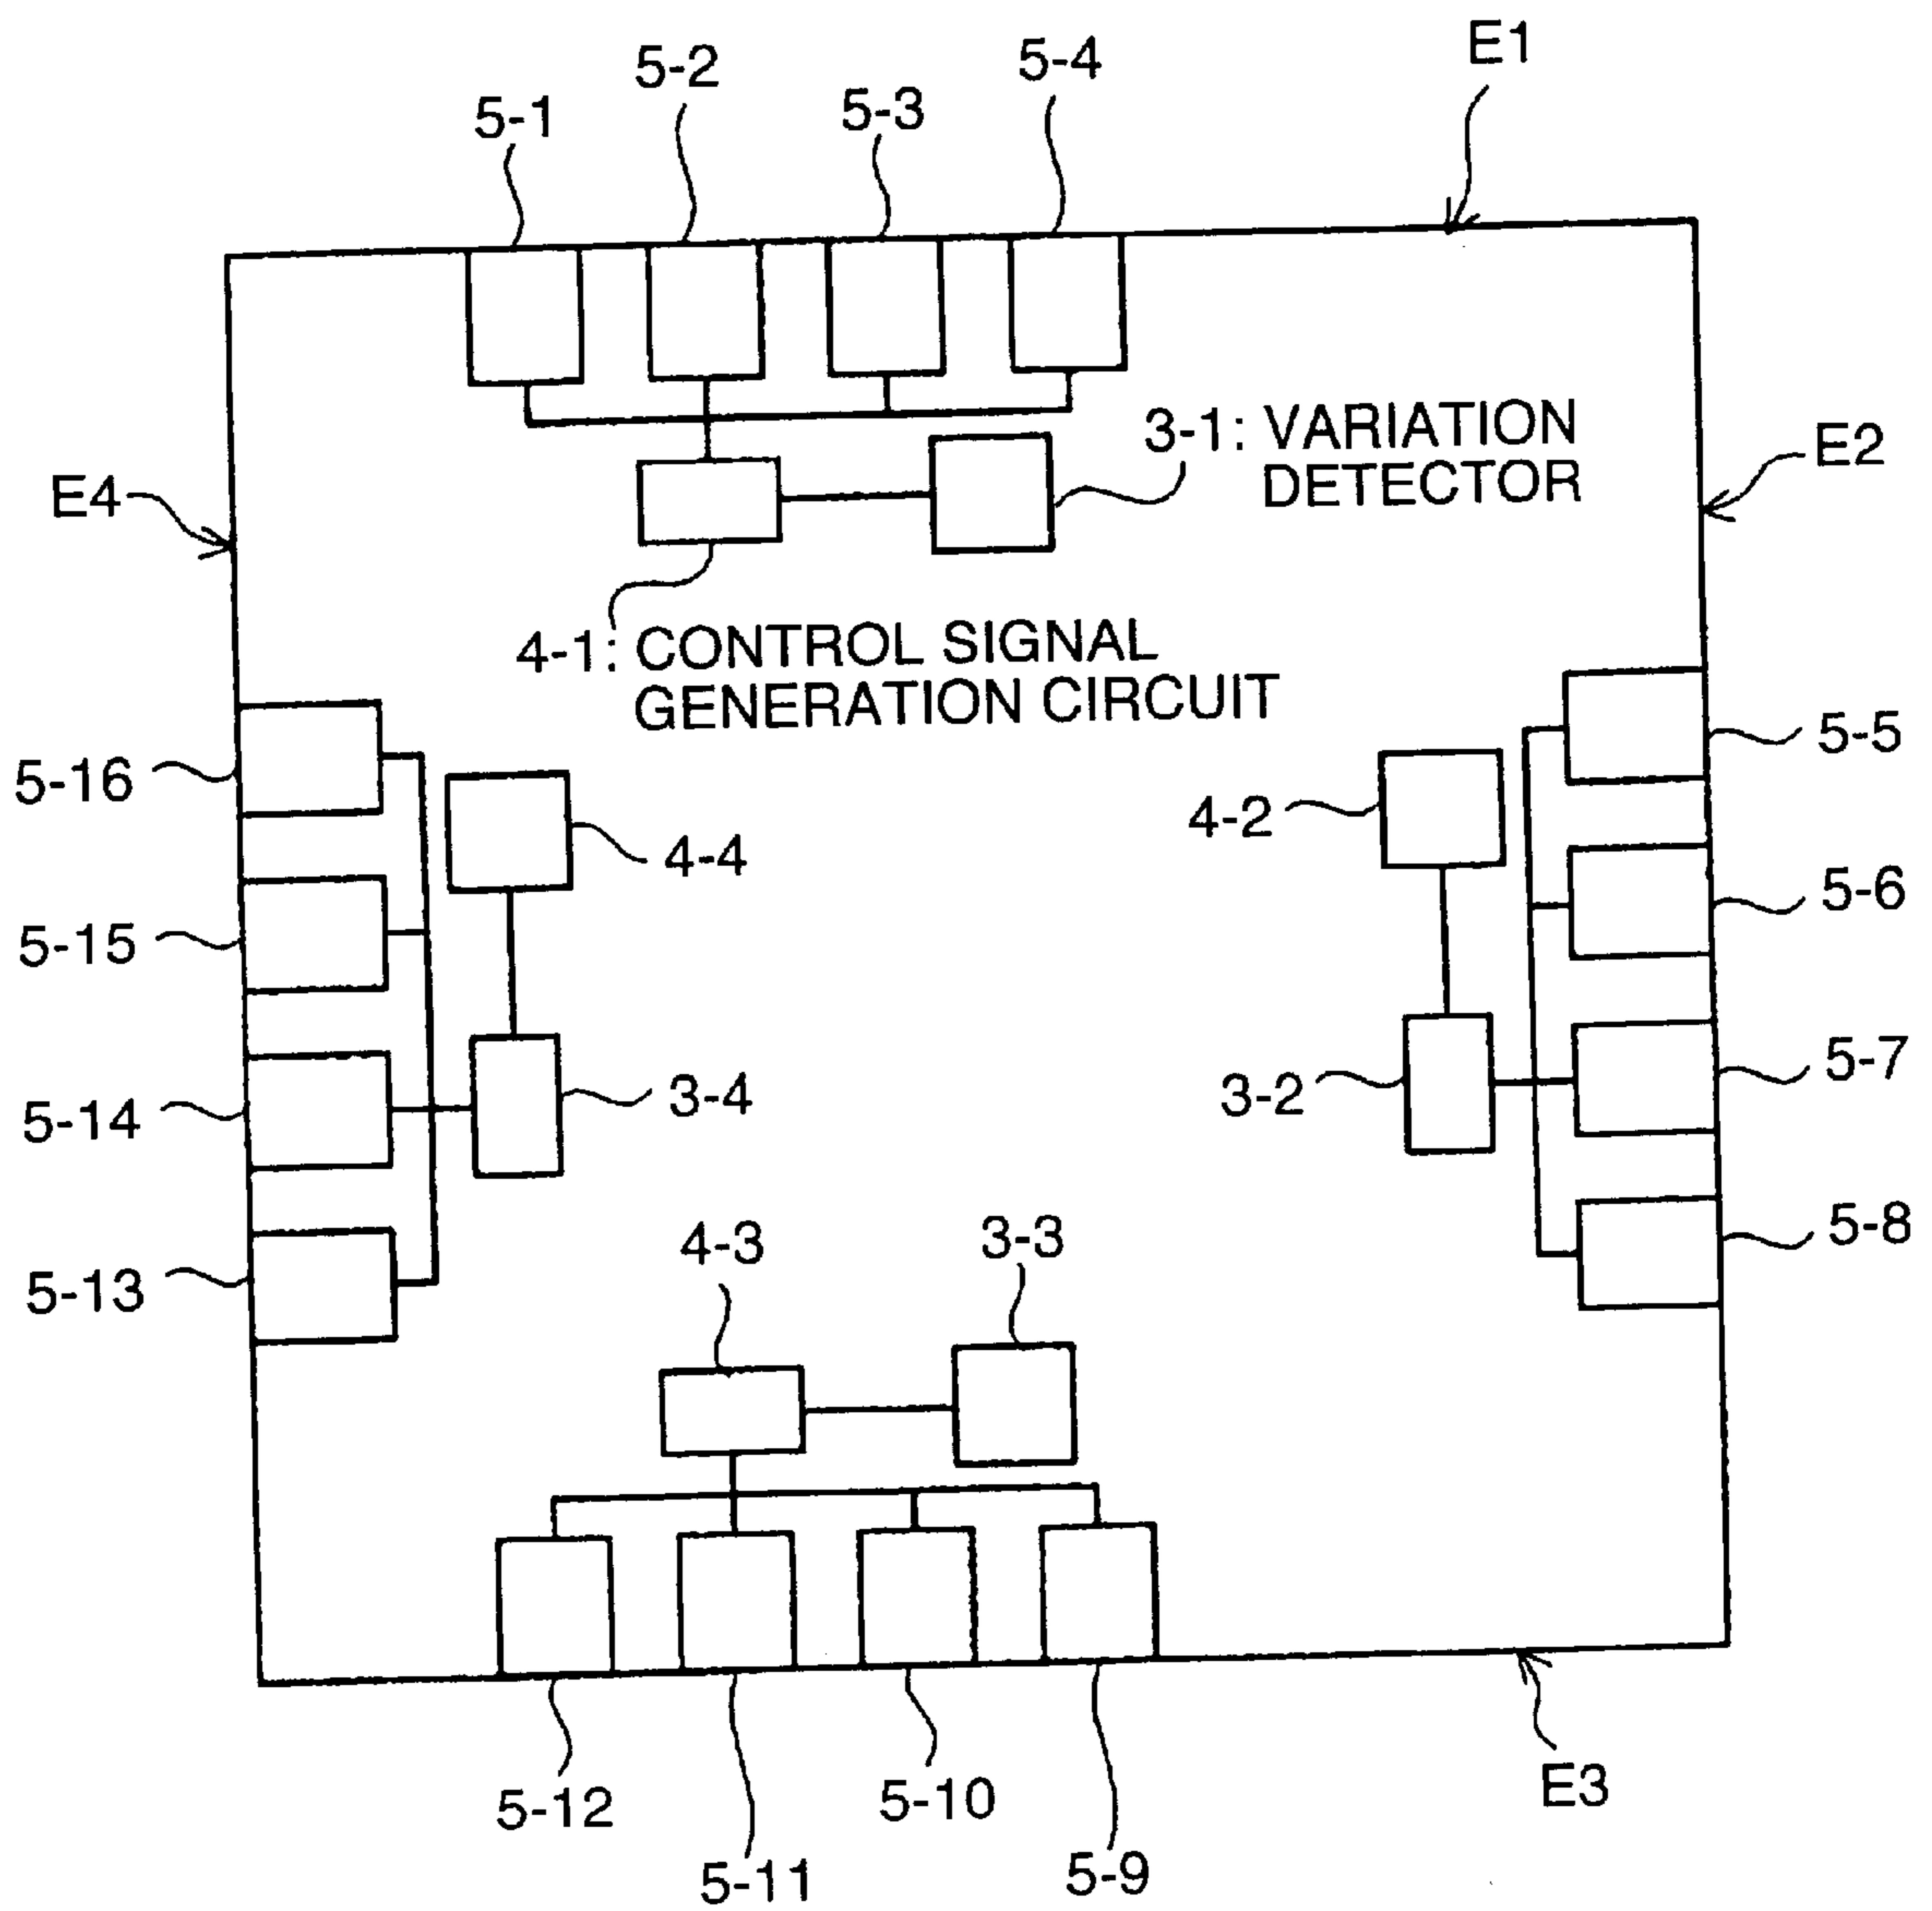 E1
5-4
5-2
5-3
5-1
3-1: VARIATION
DETECTOR
E2
E4
4-1: CONTROL SIGNAL
GENERATION CIRCUIT
5-5
5-16
4-2
4-4
5-6
5-15
5-7
3-2
3-4
5-14
5-8
3-3
4-3
5-13
E3
5-10
5-12
5-9
5-11